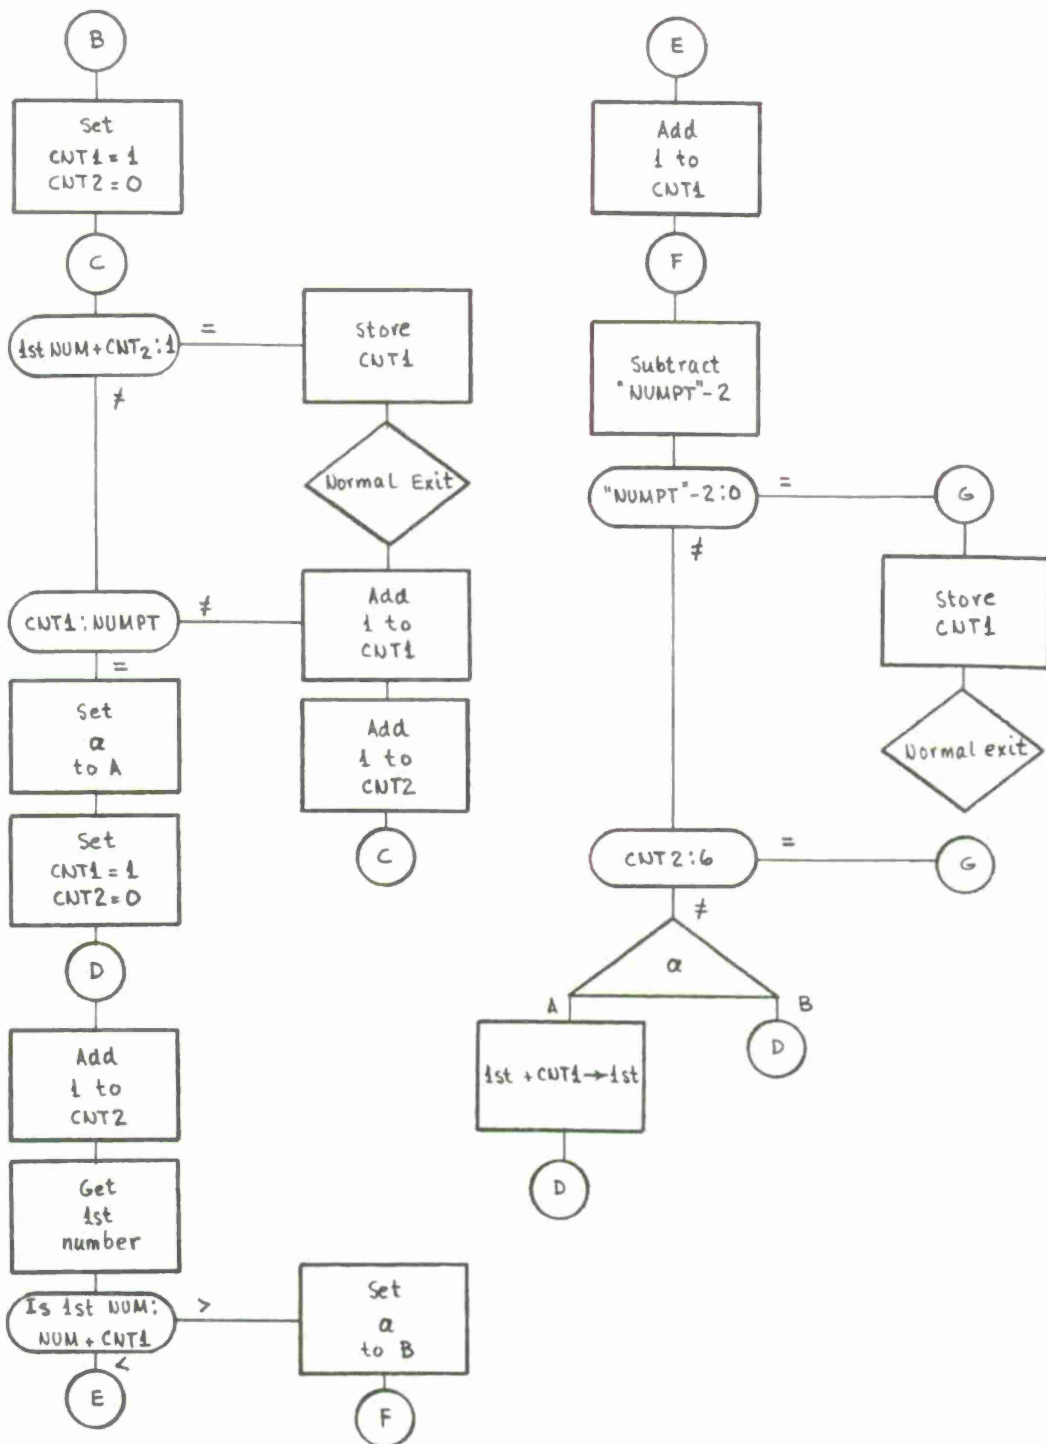 B
Set
CNT1 = 1
CNT2 = 0
C
1st NUM + CNT2 : 1
=
≠
Store
CNT1
Normal Exit
CNT1 : NUMPT
≠
=
Add
1 to
CNT1
Add
1 to
CNT2
C
Set
α
to A
Set
CNT1 = 1
CNT2 = 0
D
Add
1 to
CNT2
Get
1st
number
Is 1st NUM:
NUM + CNT1
>
<
Set
α
to B
F
E
E
Add
1 to
CNT1
F
Subtract
"NUMPT"-2
"NUMPT"-2:0
=
≠
G
Store
CNT1
Normal exit
CNT2:6
=
≠
G
α
A
B
1st + CNT1 → 1st
D
D